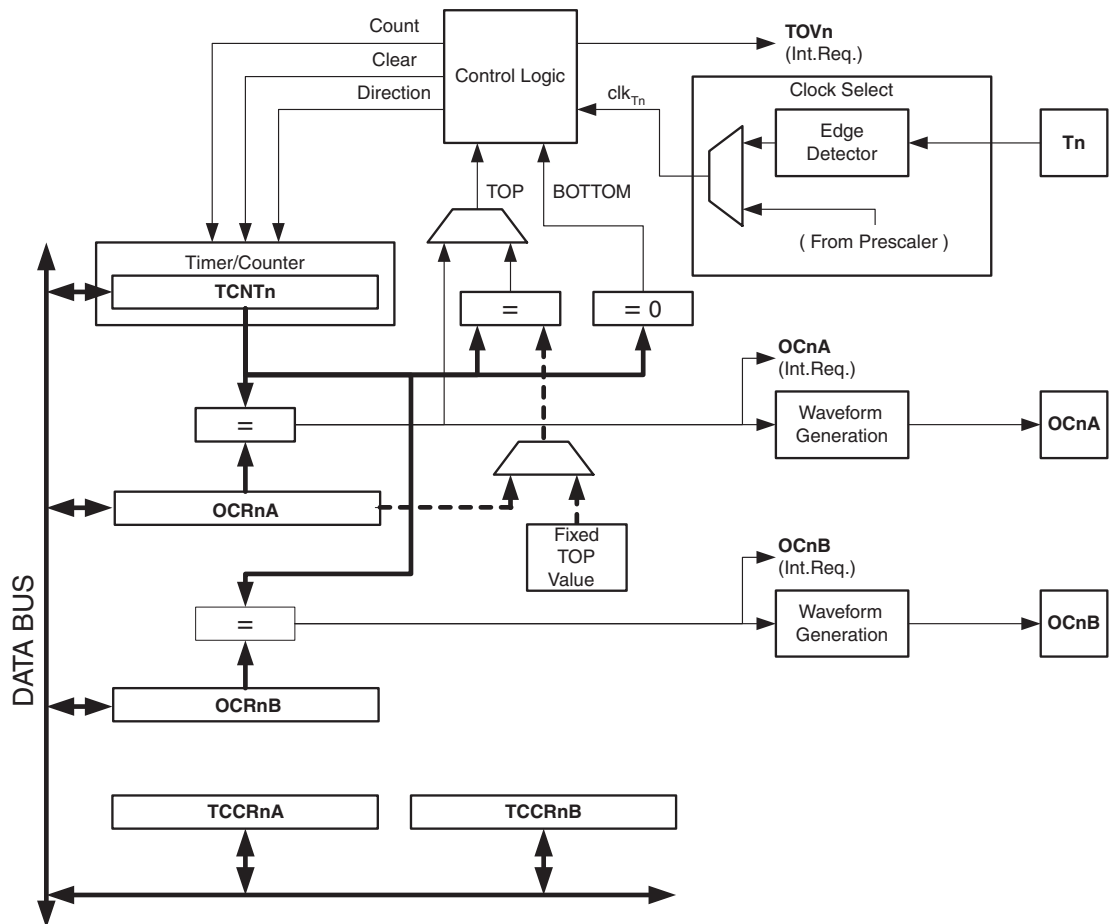 Count
Clear
Direction
Control Logic
TOVn
(Int.Req.)
clkTn
Clock Select
Edge
Detector
Tn
( From Prescaler )
TOP
BOTTOM
Timer/Counter
TCNTn
=
= 0
OCnA
(Int.Req.)
=
Waveform
Generation
OCnA
OCRnA
Fixed
TOP
Value
OCnB
(Int.Req.)
=
Waveform
Generation
OCnB
OCRnB
DATA BUS
TCCRnA
TCCRnB